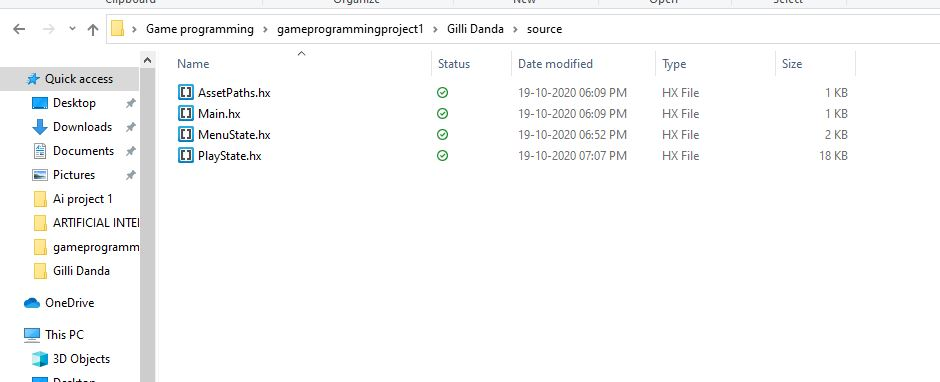 Clipboard Organize New Open Select
Game programming > gameprogrammingproject1 > Gilli Danda > source
Name Status Date modified Type Size
Quick access
Desktop
Downloads
Documents
Pictures
Ai project 1
ARTIFICIAL INTEI
gameprogramm
Gilli Danda
OneDrive
This PC
3D Objects
Desktop
AssetPaths.hx 19-10-2020 06:09 PM HX File 1 KB
Main.hx 19-10-2020 06:09 PM HX File 1 KB
MenuState.hx 19-10-2020 06:52 PM HX File 2 KB
PlayState.hx 19-10-2020 07:07 PM HX File 18 KB